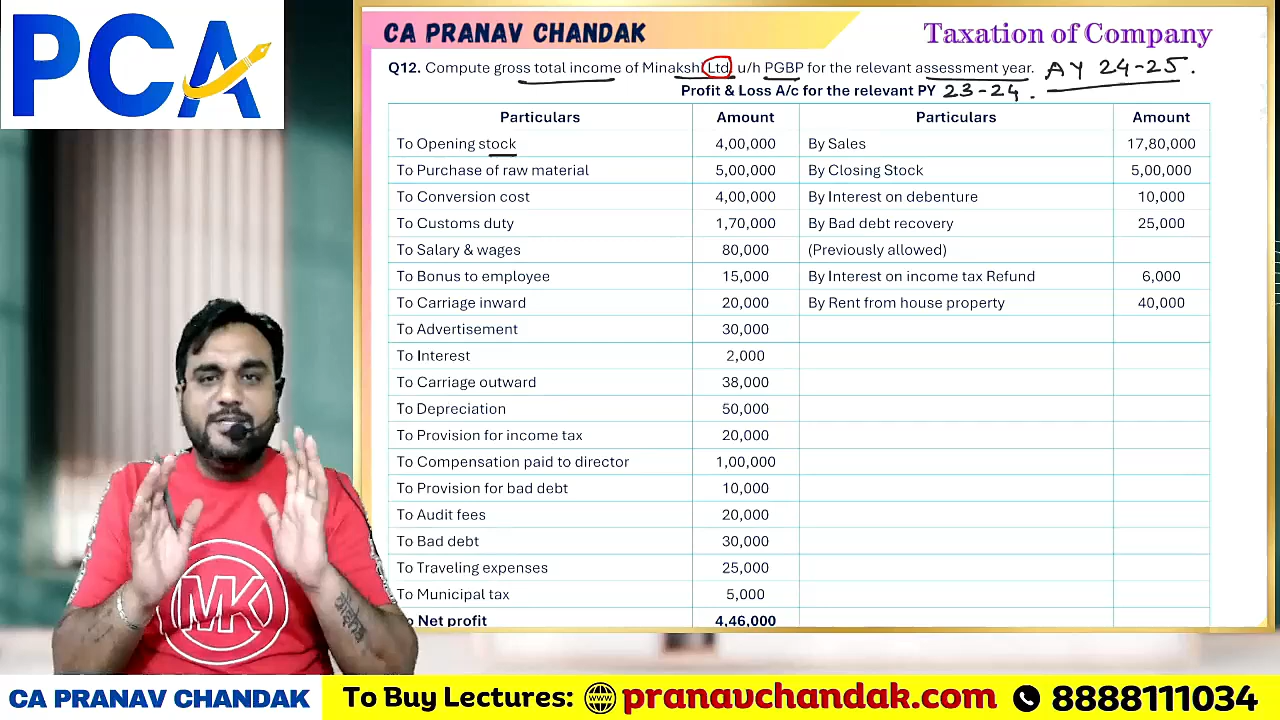 PCA
CA PRANAV CHANDAK
Taxation of Company
Q12. Compute gross total income of Minakshi Ltd u/h PGBP for the relevant assessment year. AY 24-25.
Profit & Loss A/c for the relevant PY 23-24.
Particulars Amount Particulars Amount
To Opening stock 4,00,000 By Sales 17,80,000
To Purchase of raw material 5,00,000 By Closing Stock 5,00,000
To Conversion cost 4,00,000 By Interest on debenture 10,000
To Customs duty 1,70,000 By Bad debt recovery 25,000
To Salary & wages 80,000 (Previously allowed)
To Bonus to employee 15,000 By Interest on income tax Refund 6,000
To Carriage inward 20,000 By Rent from house property 40,000
To Advertisement 30,000
To Interest 2,000
To Carriage outward 38,000
To Depreciation 50,000
To Provision for income tax 20,000
To Compensation paid to director 1,00,000
To Provision for bad debt 10,000
To Audit fees 20,000
To Bad debt 30,000
To Traveling expenses 25,000
To Municipal tax 5,000
o Net profit 4,46,000
MK
CA PRANAV CHANDAK To Buy Lectures: pranavchandak.com 8888111034